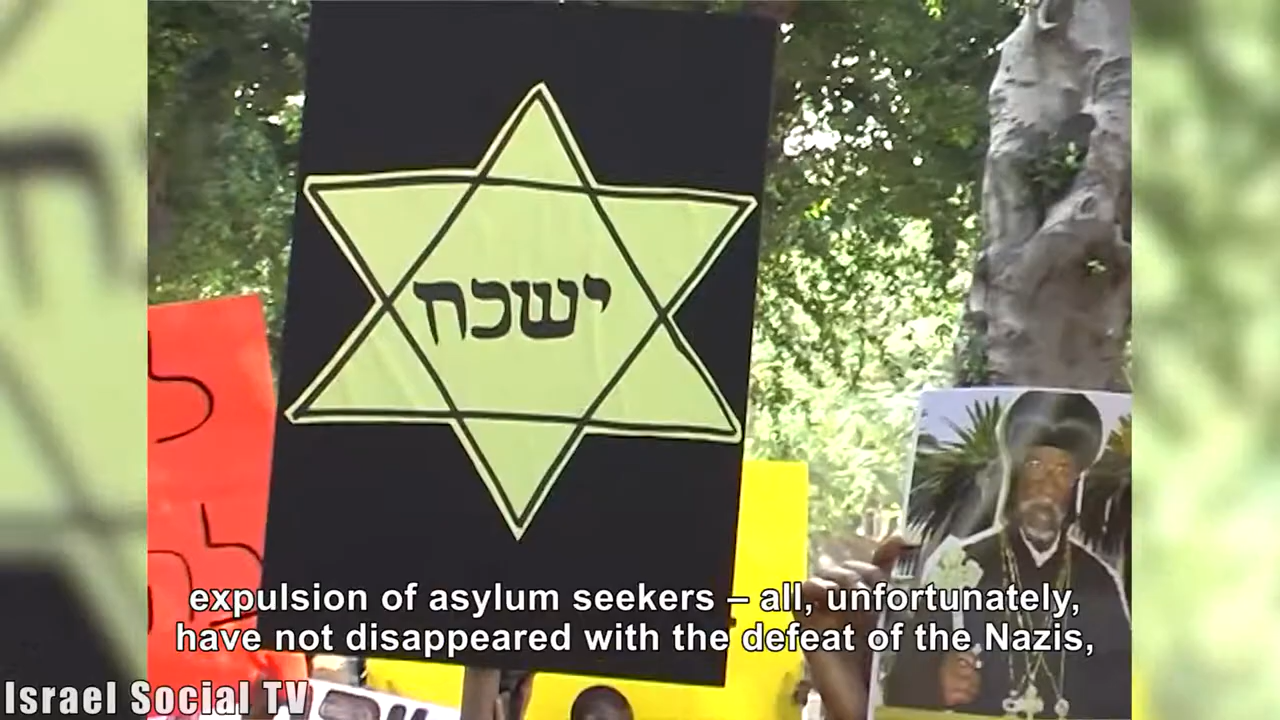 ישכח
expulsion of asylum seekers – all, unfortunately,
have not disappeared with the defeat of the Nazis,
Israel Social TV